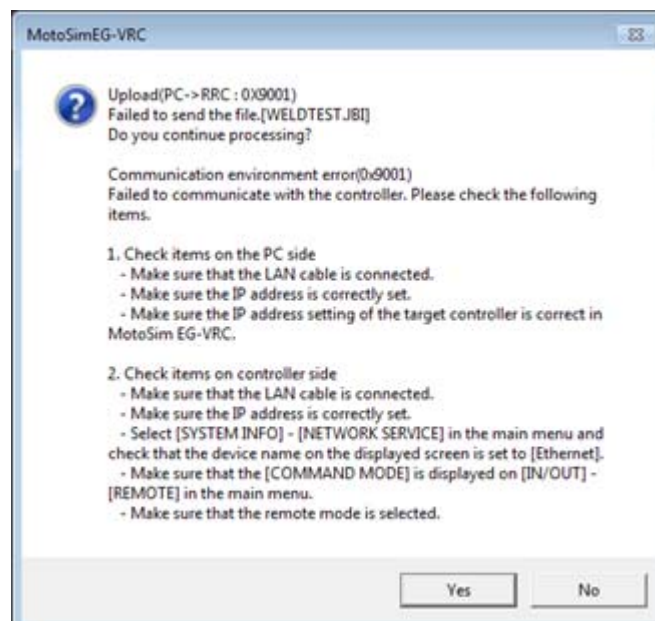 MotoSimEG-VRC
Upload(PC->RRC : 0X9001)
Failed to send the file.[WELDTEST.JBI]
Do you continue processing?
Communication environment error(0x9001)
Failed to communicate with the controller. Please check the following
items.
1. Check items on the PC side
- Make sure that the LAN cable is connected.
- Make sure the IP address is correctly set.
- Make sure the IP address setting of the target controller is correct in
MotoSim EG-VRC.
2. Check items on controller side
- Make sure that the LAN cable is connected.
- Make sure the IP address is correctly set.
- Select [SYSTEM INFO] - [NETWORK SERVICE] in the main menu and
check that the device name on the displayed screen is set to [Ethernet].
- Make sure that the [COMMAND MODE] is displayed on [IN/OUT] -
[REMOTE] in the main menu.
- Make sure that the remote mode is selected.
Yes No